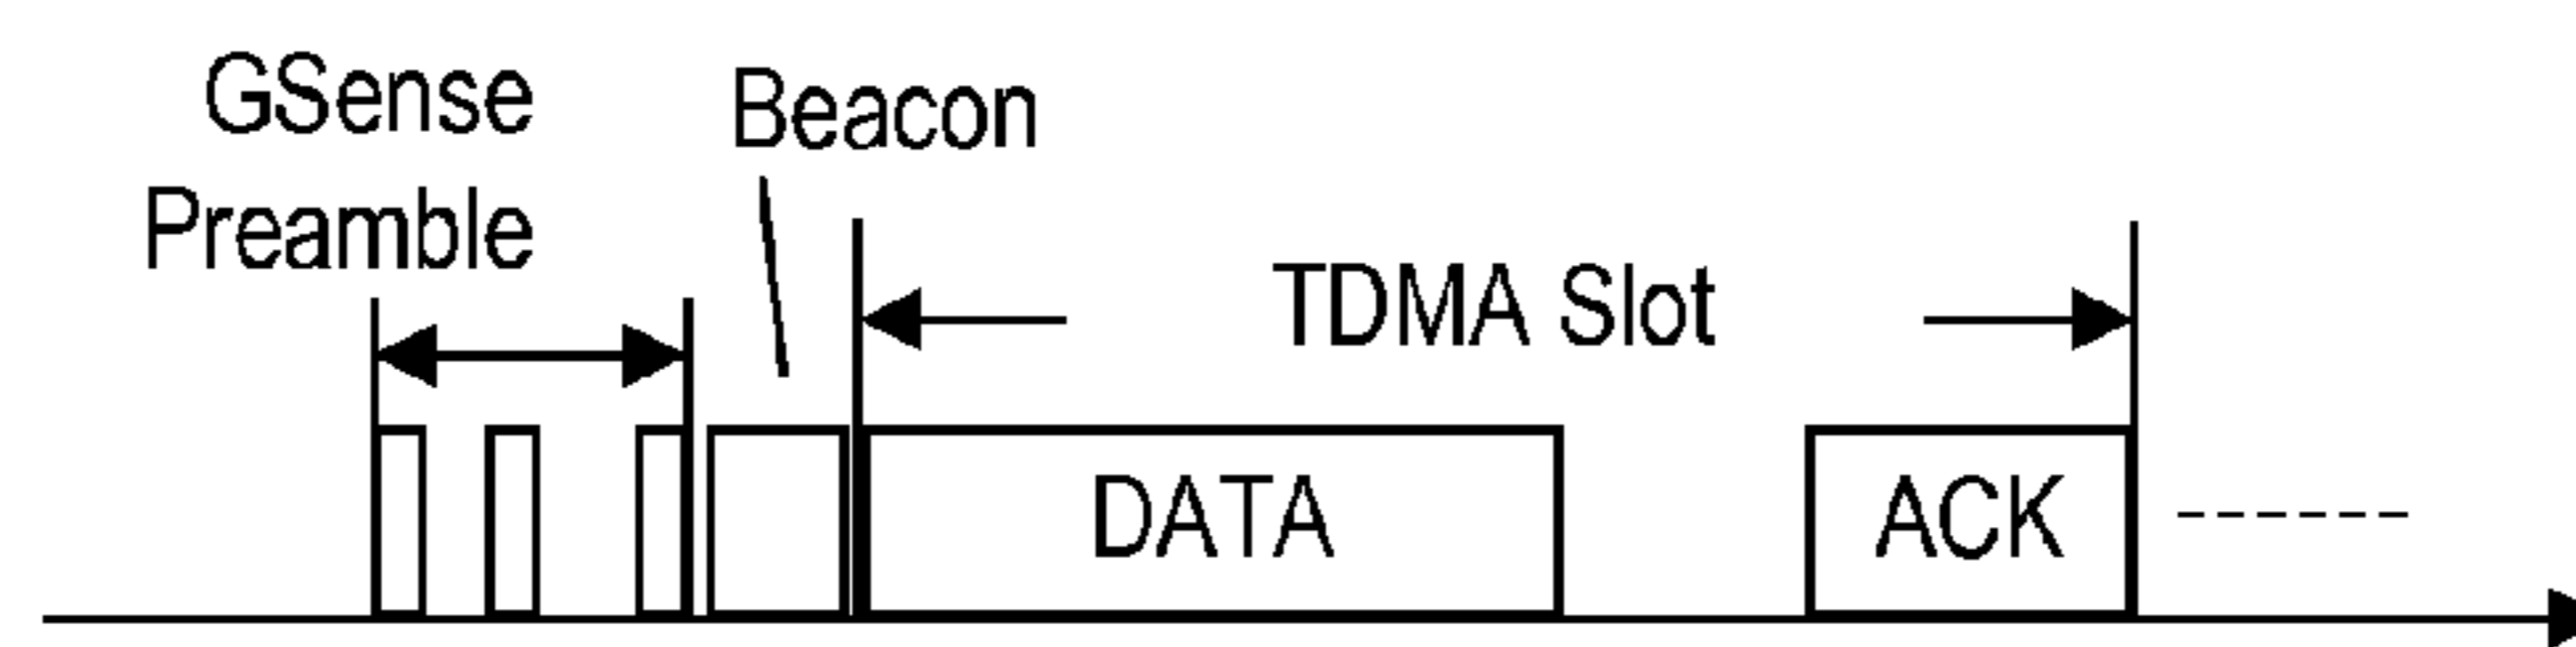 GSense
Preamble
Beacon
TDMA Slot
DATA
ACK